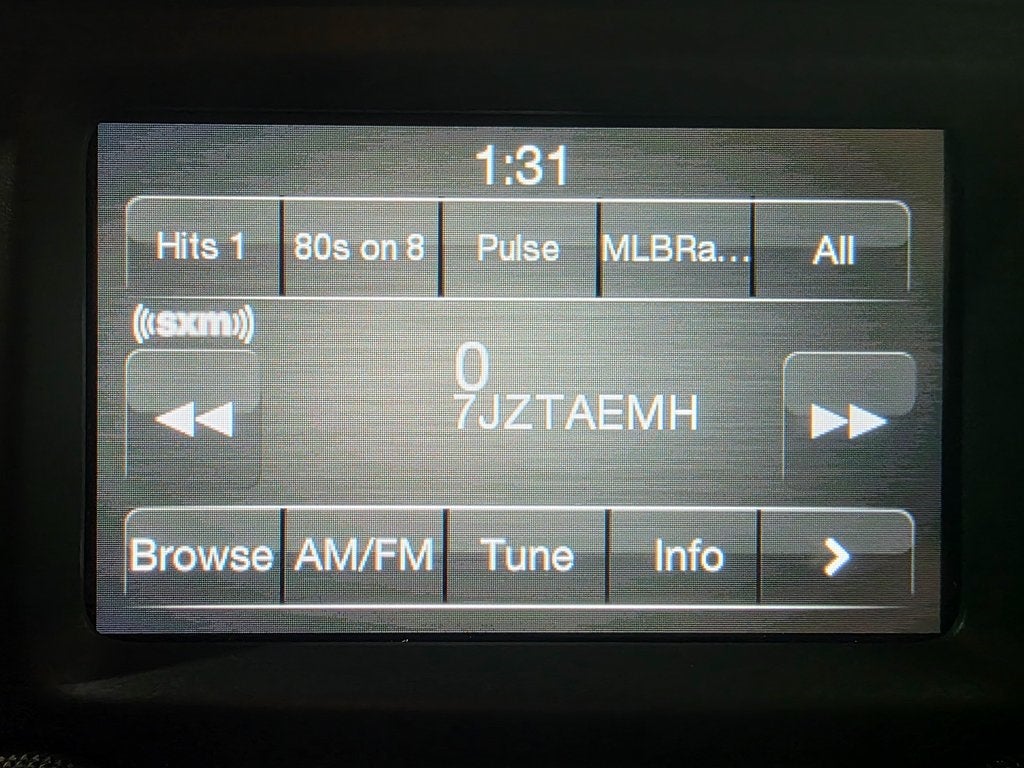 1:31
Hits 1 80s on 8 Pulse MLBRa... All
((sxm))
0
7JZTAEMH
Browse AM/FM Tune Info >